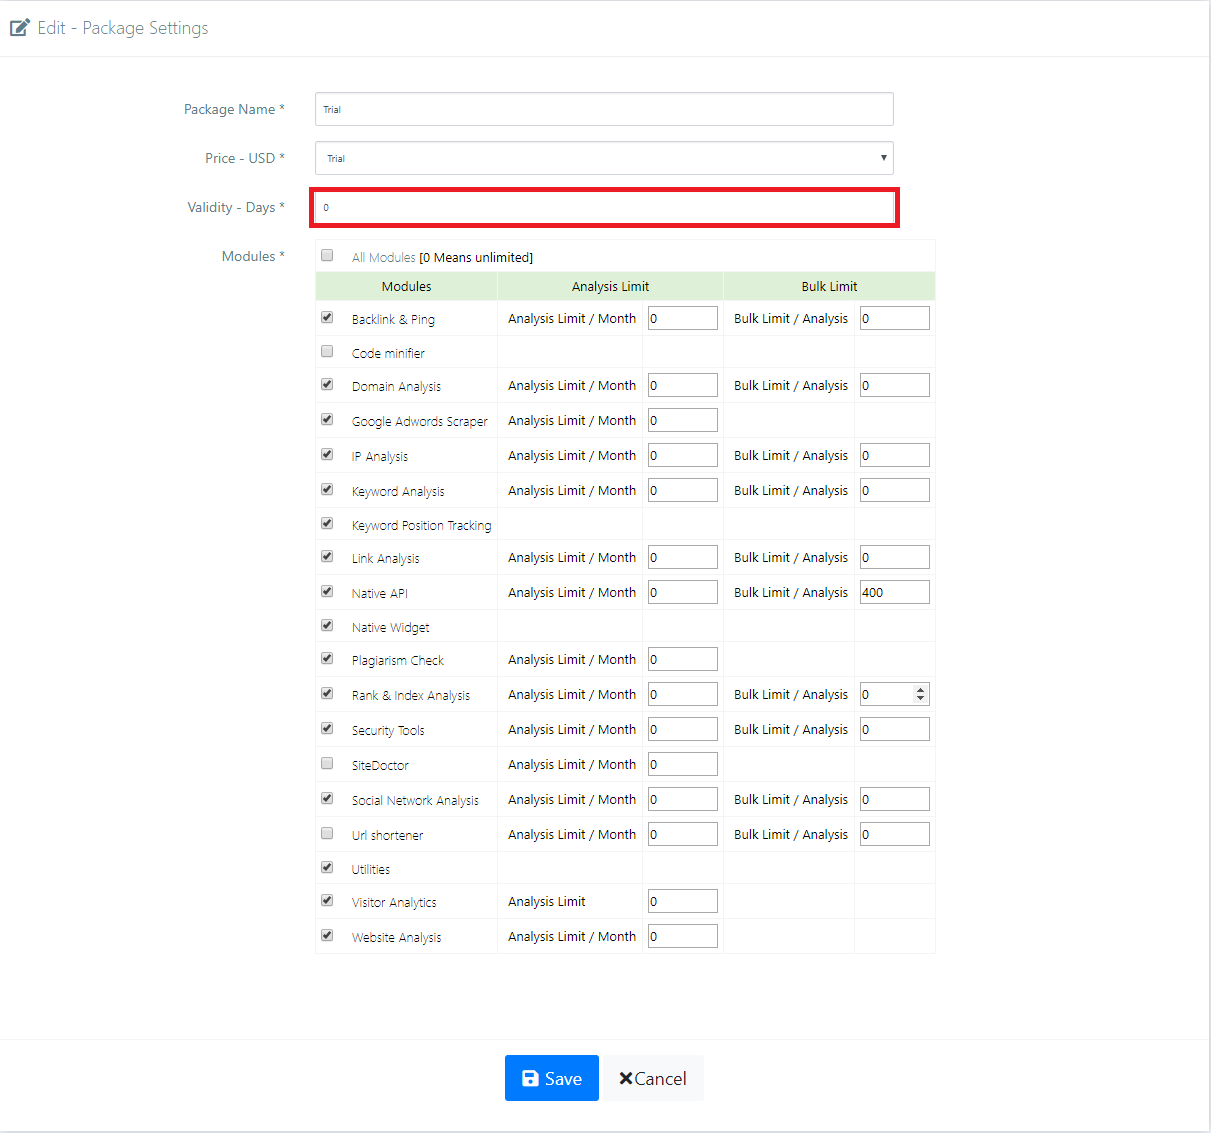 Edit - Package Settings
Package Name * Trial
Price - USD * Trial
Validity - Days * 0
Modules * All Modules [0 Means unlimited]
Modules Analysis Limit Bulk Limit
Backlink & Ping Analysis Limit / Month 0 Bulk Limit / Analysis 0
Code minifier
Domain Analysis Analysis Limit / Month 0 Bulk Limit / Analysis 0
Google Adwords Scraper Analysis Limit / Month 0
IP Analysis Analysis Limit / Month 0 Bulk Limit / Analysis 0
Keyword Analysis Analysis Limit / Month 0 Bulk Limit / Analysis 0
Keyword Position Tracking
Link Analysis Analysis Limit / Month 0 Bulk Limit / Analysis 0
Native API Analysis Limit / Month 0 Bulk Limit / Analysis 400
Native Widget
Plagiarism Check Analysis Limit / Month 0
Rank & Index Analysis Analysis Limit / Month 0 Bulk Limit / Analysis 0
Security Tools Analysis Limit / Month 0 Bulk Limit / Analysis 0
SiteDoctor Analysis Limit / Month 0
Social Network Analysis Analysis Limit / Month 0 Bulk Limit / Analysis 0
Url shortener Analysis Limit / Month 0 Bulk Limit / Analysis 0
Utilities
Visitor Analytics Analysis Limit 0
Website Analysis Analysis Limit / Month 0
Save Cancel